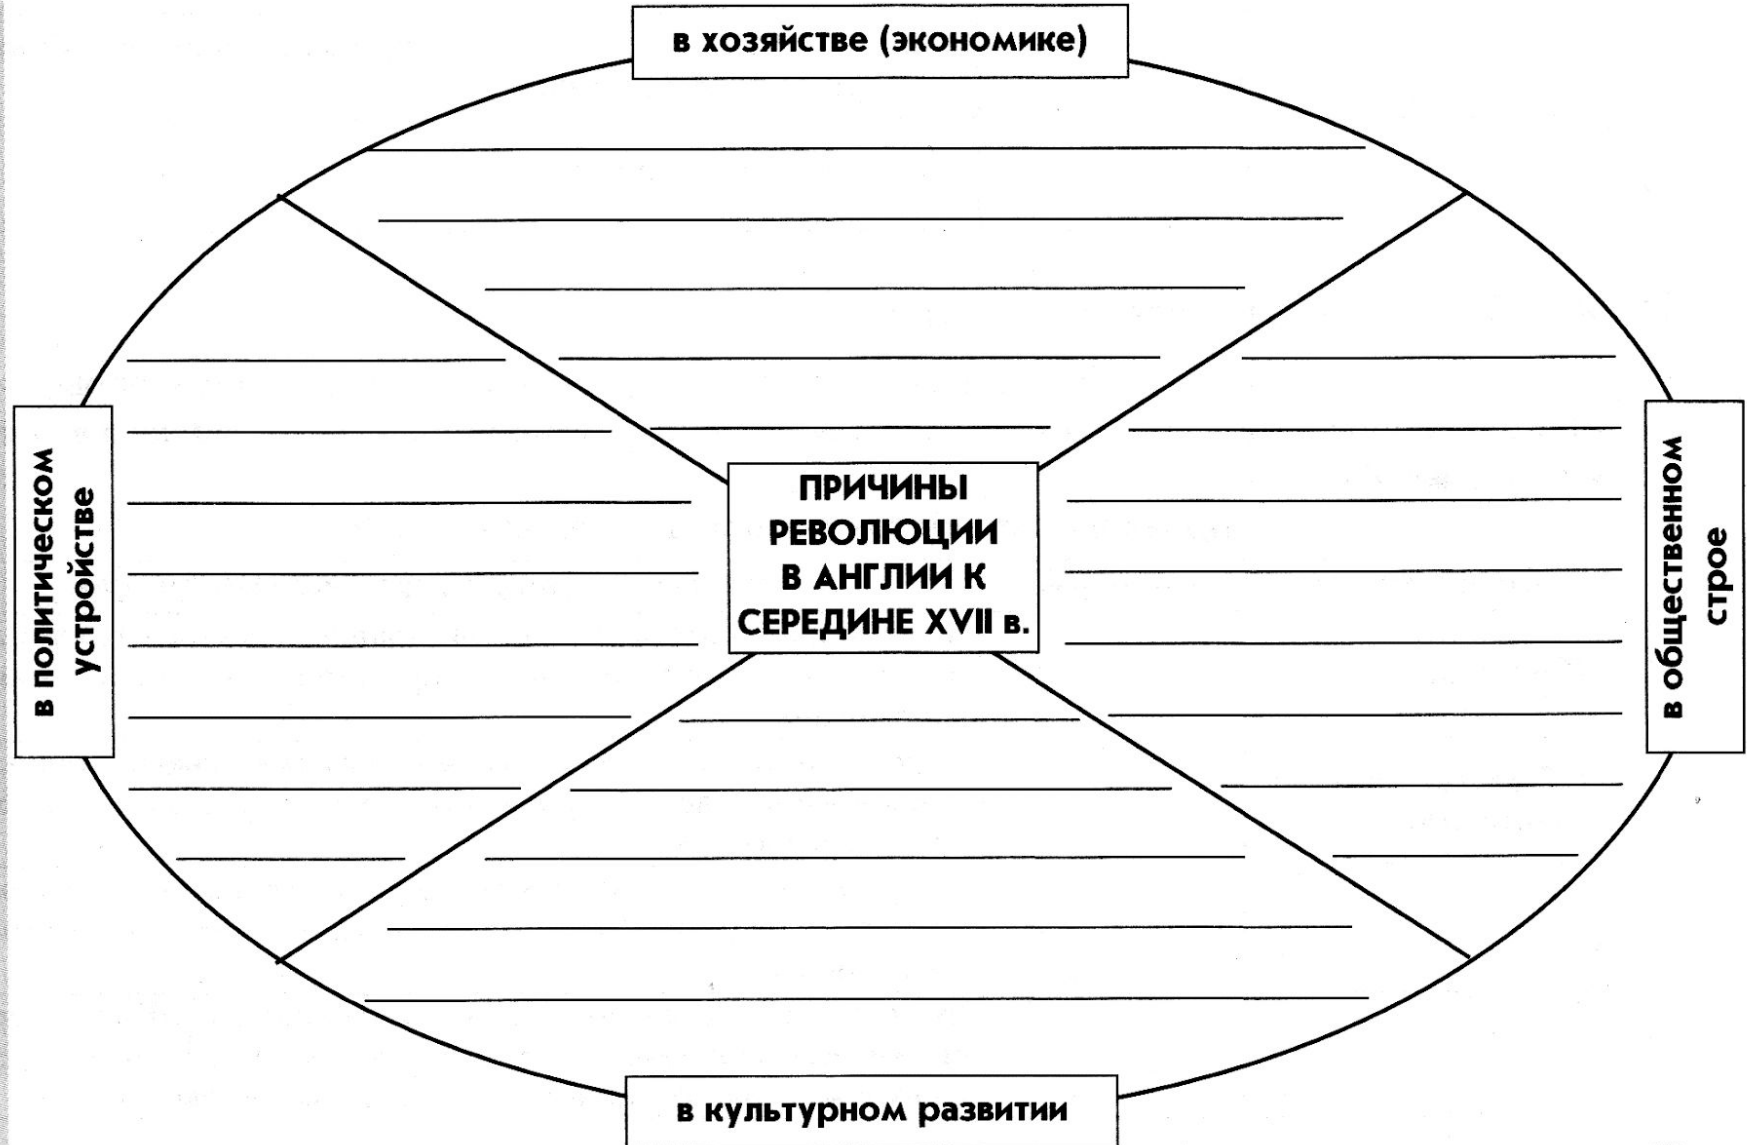 в хозяйстве (экономике)
в политическом
устройстве
ПРИЧИНЫ
РЕВОЛЮЦИИ
В АНГЛИИ К
СЕРЕДИНЕ XVII в.
в общественном
строе
в культурном развитии